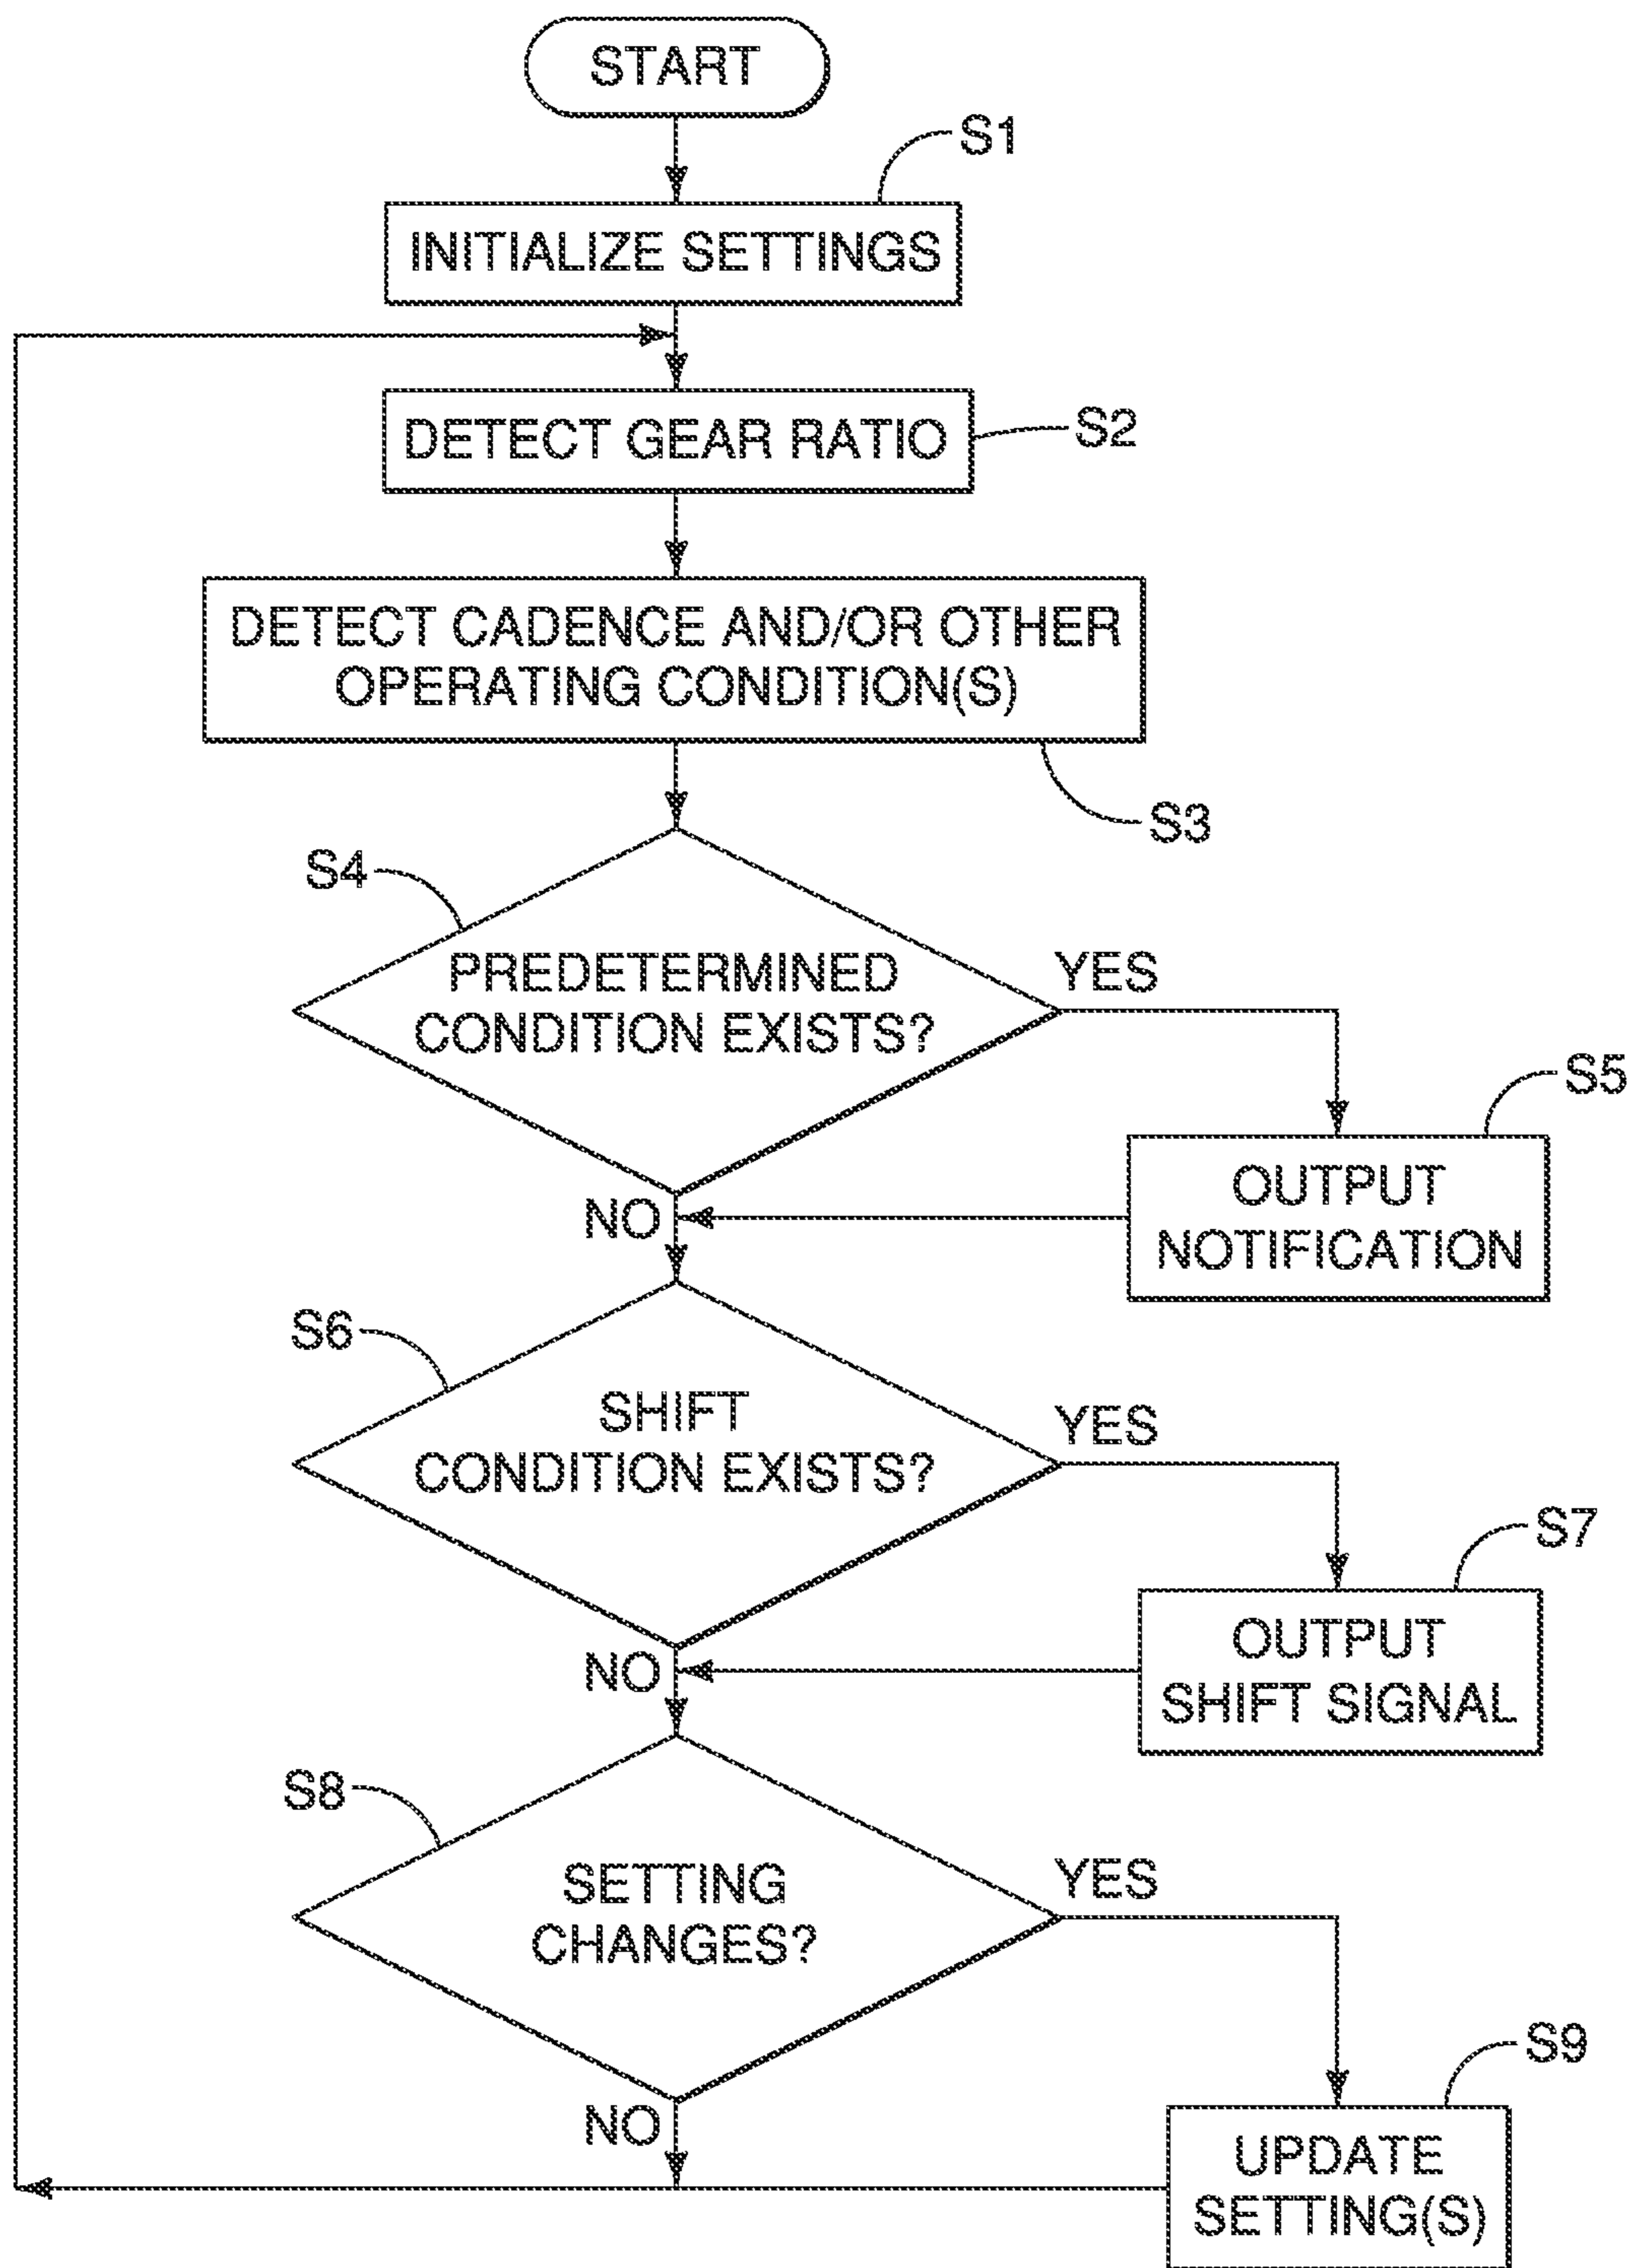 START
S1
INITIALIZE SETTINGS
DETECT GEAR RATIO
S2
DETECT CADENCE AND/OR OTHER
OPERATING CONDITION(S)
S3
S4
PREDETERMINED
CONDITION EXISTS?
YES
S5
OUTPUT
NOTIFICATION
NO
S6
SHIFT
CONDITION EXISTS?
YES
S7
OUTPUT
SHIFT SIGNAL
NO
S8
SETTING
CHANGES?
YES
S9
UPDATE
SETTING(S)
NO